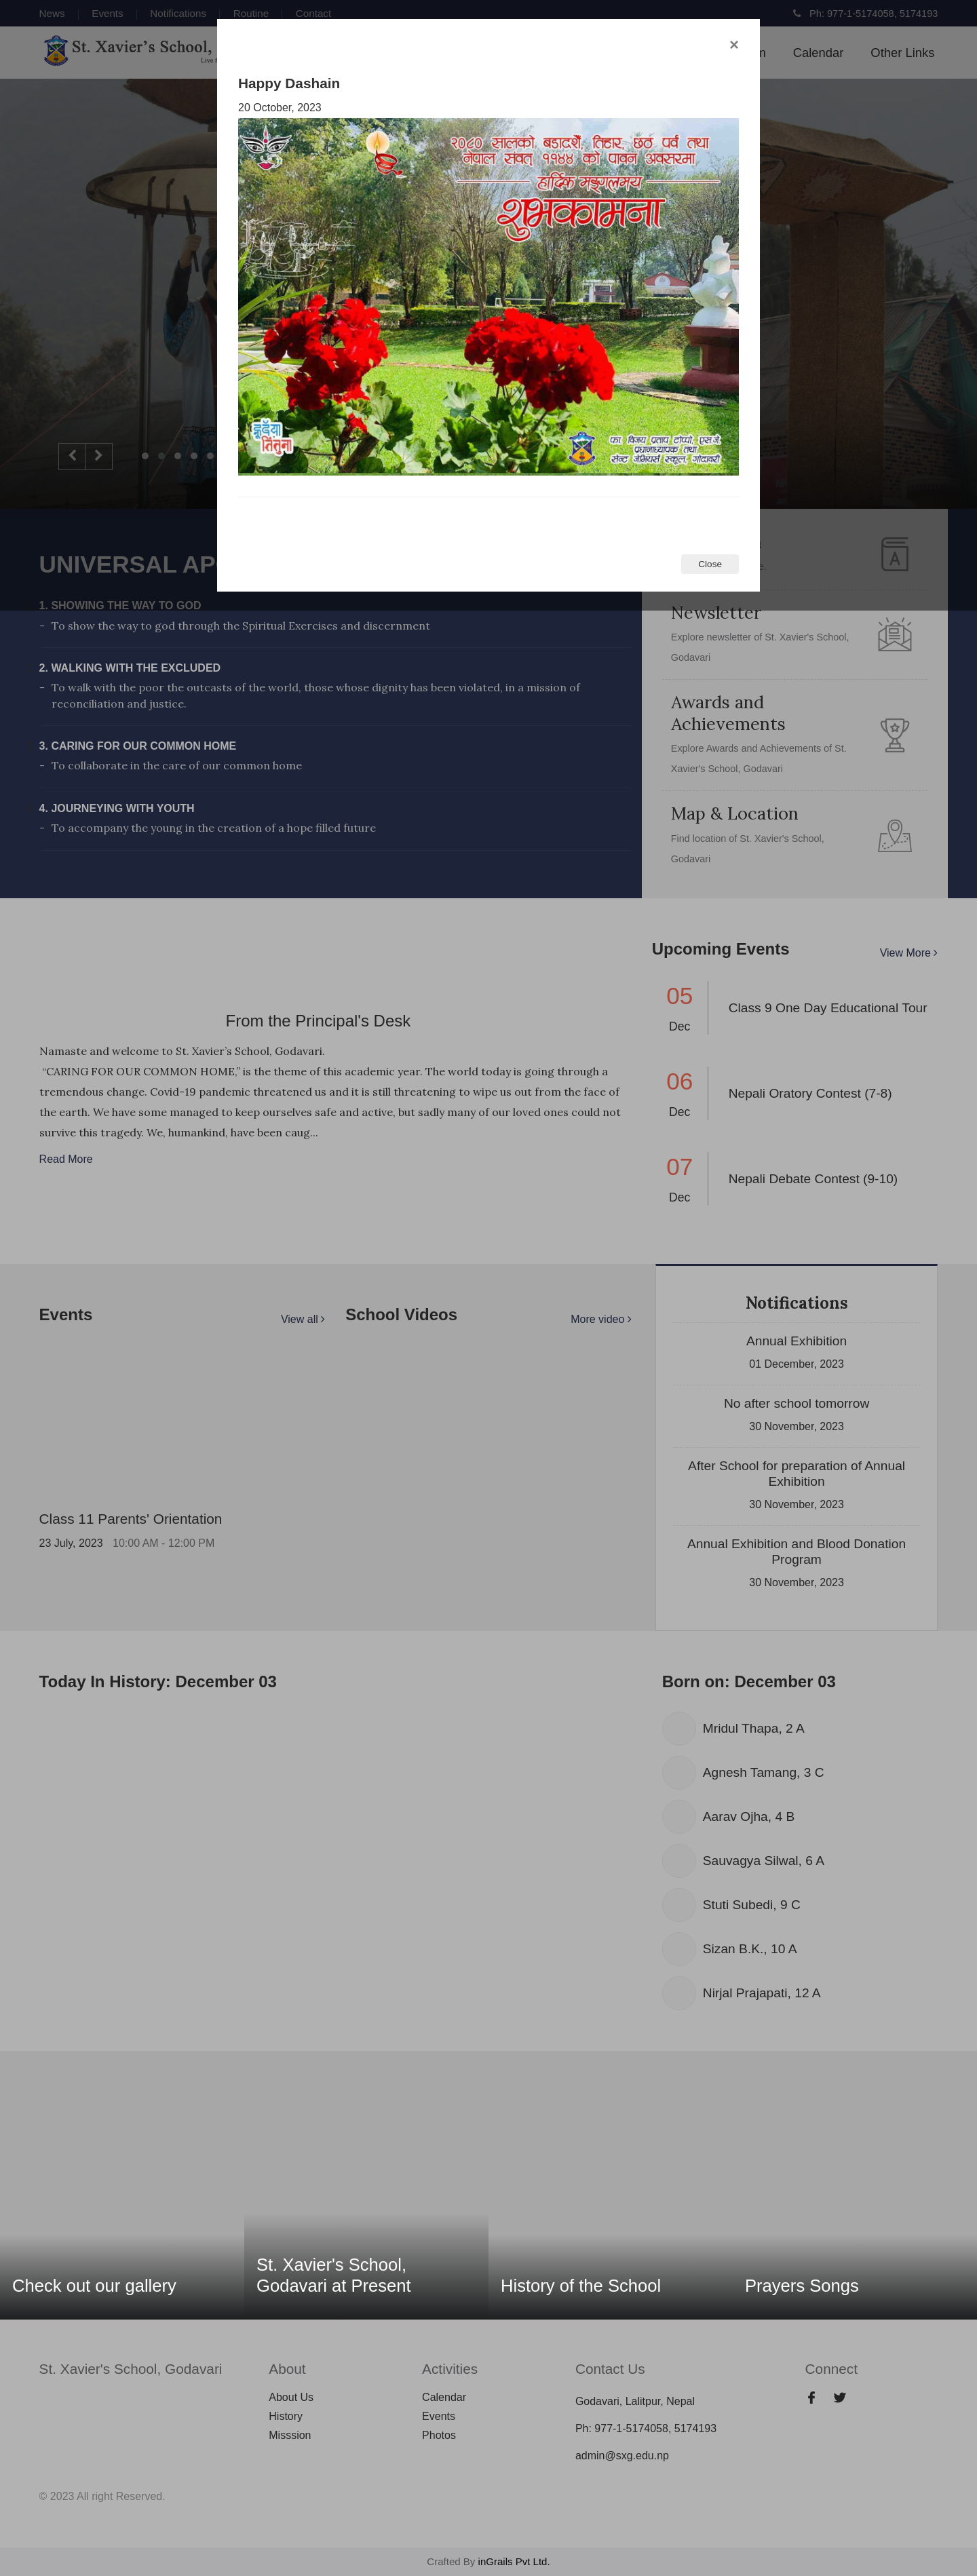 News
Events
Notifications
Routine
Contact
Ph: 977-1-5174058, 5174193
St. Xavier's School,
Calendar
Other Links
×
Happy Dashain
20 October, 2023
२०८० सालको बडादशैँ, तिहार, छठ पर्व तथा
नेपाल संवत् ११४४ को पावन अवसरमा
हार्दिक मङ्गलमय
शुभकामना
फा. विजय प्रताप टोप्पो, एस.जे.
प्रधानाध्यापक तथा
सेन्ट जेभियर्स स्कूल, गोदावरी
Close
UNIVERSAL
1. SHOWING THE WAY TO GOD
- To show the way to god through the Spiritual Exercises and discernment
2. WALKING WITH THE EXCLUDED
- To walk with the poor the outcasts of the world, those whose dignity has been violated, in a mission of
reconciliation and justice.
3. CARING FOR OUR COMMON HOME
- To collaborate in the care of our common home
4. JOURNEYING WITH YOUTH
- To accompany the young in the creation of a hope filled future
Newsletter
Explore newsletter of St. Xavier's School,
Godavari
Awards and
Achievements
Explore Awards and Achievements of St.
Xavier's School, Godavari
Map & Location
Find location of St. Xavier's School,
Godavari
From the Principal's Desk
Namaste and welcome to St. Xavier's School, Godavari.
“CARING FOR OUR COMMON HOME,” is the theme of this academic year. The world today is going through a
tremendous change. Covid-19 pandemic threatened us and it is still threatening to wipe us out from the face of
the earth. We have some managed to keep ourselves safe and active, but sadly many of our loved ones could not
survive this tragedy. We, humankind, have been caug...
Read More
Upcoming Events
View More
05
Dec
Class 9 One Day Educational Tour
06
Dec
Nepali Oratory Contest (7-8)
07
Dec
Nepali Debate Contest (9-10)
Events
View all
School Videos
More video
Class 11 Parents' Orientation
23 July, 2023 10:00 AM - 12:00 PM
Notifications
Annual Exhibition
01 December, 2023
No after school tomorrow
30 November, 2023
After School for preparation of Annual
Exhibition
30 November, 2023
Annual Exhibition and Blood Donation
Program
30 November, 2023
Today In History: December 03
Born on: December 03
Mridul Thapa, 2 A
Agnesh Tamang, 3 C
Aarav Ojha, 4 B
Sauvagya Silwal, 6 A
Stuti Subedi, 9 C
Sizan B.K., 10 A
Nirjal Prajapati, 12 A
Check out our gallery
St. Xavier's School,
Godavari at Present
History of the School
Prayers Songs
St. Xavier's School, Godavari
About
About Us
History
Misssion
Activities
Calendar
Events
Photos
Contact Us
Godavari, Lalitpur, Nepal
Ph: 977-1-5174058, 5174193
admin@sxg.edu.np
Connect
© 2023 All right Reserved.
Crafted By inGrails Pvt Ltd.